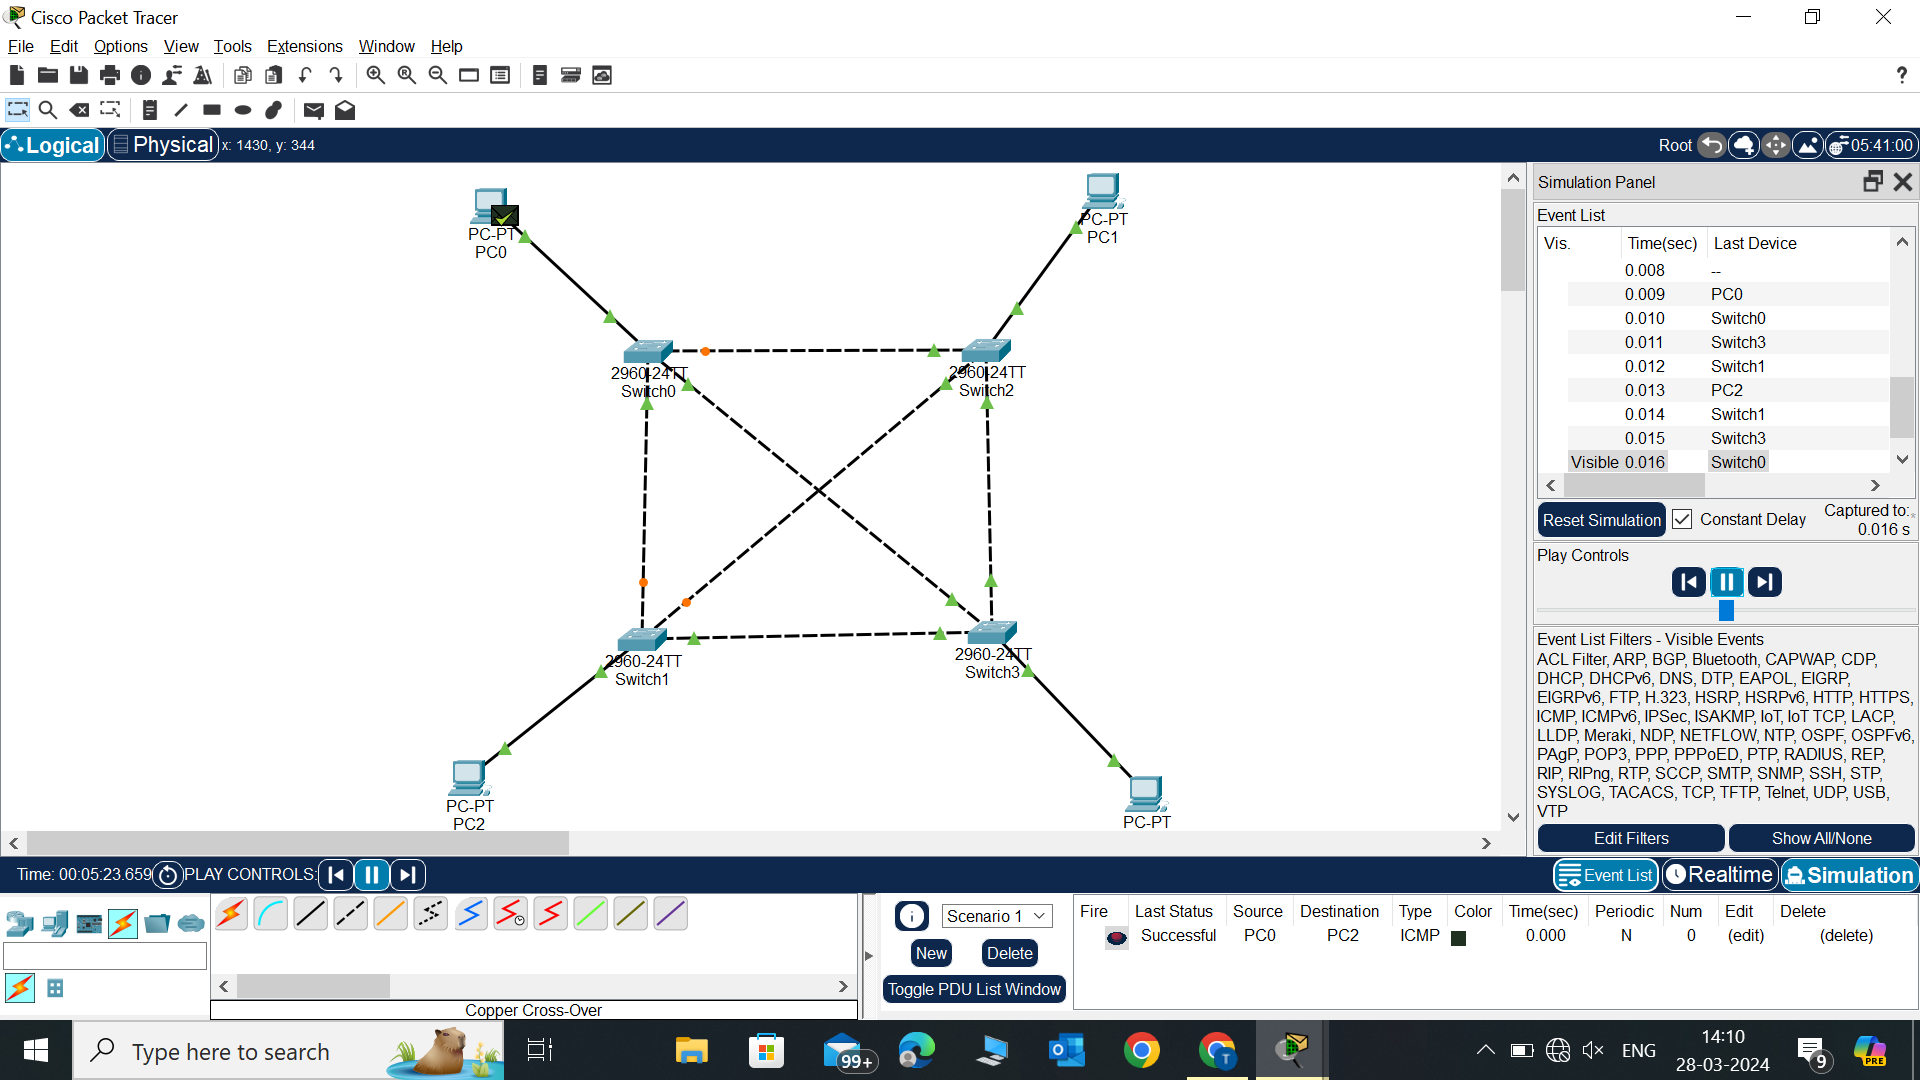 Cisco Packet Tracer
File Edit Options View Tools Extensions Window Help
?
Logical Physical x: 1430, y: 344 Root 05:41:00
PC-PT
PC0
PC-PT
PC1
2960-24TT
Switch0
2960-24TT
Switch2
2960-24TT
Switch1
2960-24TT
Switch3
PC-PT
PC2
PC-PT
Simulation Panel
Event List
Vis. Time(sec) Last Device
0.008 --
0.009 PC0
0.010 Switch0
0.011 Switch3
0.012 Switch1
0.013 PC2
0.014 Switch1
0.015 Switch3
Visible 0.016 Switch0
Reset Simulation Constant Delay Captured to:*
0.016 s
Play Controls
Event List Filters - Visible Events
ACL Filter, ARP, BGP, Bluetooth, CAPWAP, CDP,
DHCP, DHCPv6, DNS, DTP, EAPOL, EIGRP,
EIGRPv6, FTP, H.323, HSRP, HSRPv6, HTTP, HTTPS,
ICMP, ICMPv6, IPSec, ISAKMP, IoT, IoT TCP, LACP,
LLDP, Meraki, NDP, NETFLOW, NTP, OSPF, OSPFv6,
PAgP, POP3, PPP, PPPoED, PTP, RADIUS, REP,
RIP, RIPng, RTP, SCCP, SMTP, SNMP, SSH, STP,
SYSLOG, TACACS, TCP, TFTP, Telnet, UDP, USB,
VTP
Edit Filters Show All/None
Time: 00:05:23.659 PLAY CONTROLS: Event List Realtime Simulation
Copper Cross-Over
Scenario 1
New Delete
Toggle PDU List Window
Fire Last Status Source Destination Type Color Time(sec) Periodic Num Edit Delete
Successful PC0 PC2 ICMP 0.000 N 0 (edit) (delete)
Type here to search
99+
T
ENG
14:10
28-03-2024
9
PRE